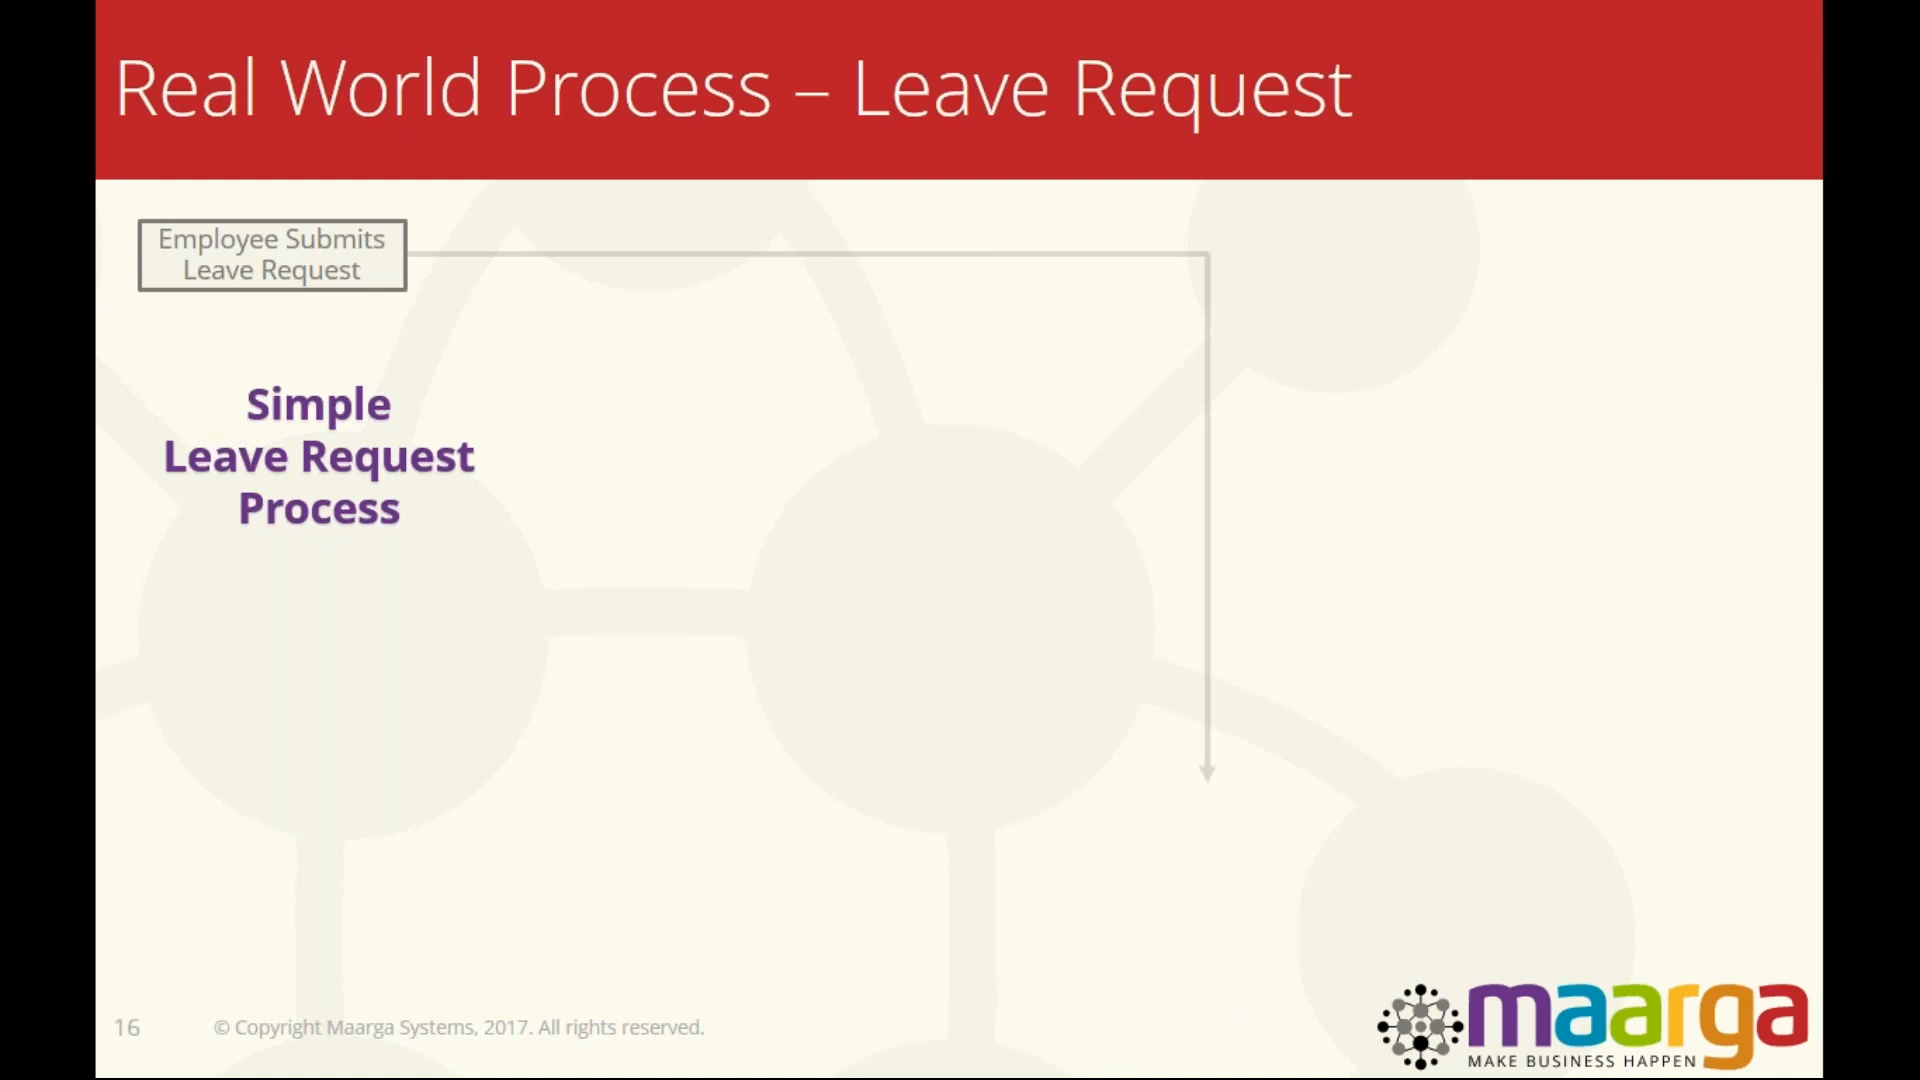 Real World Process – Leave Request
Employee Submits
Leave Request
Simple
Leave Request
Process
16
© Copyright Maarga Systems, 2017. All rights reserved.
maarga
MAKE BUSINESS HAPPEN